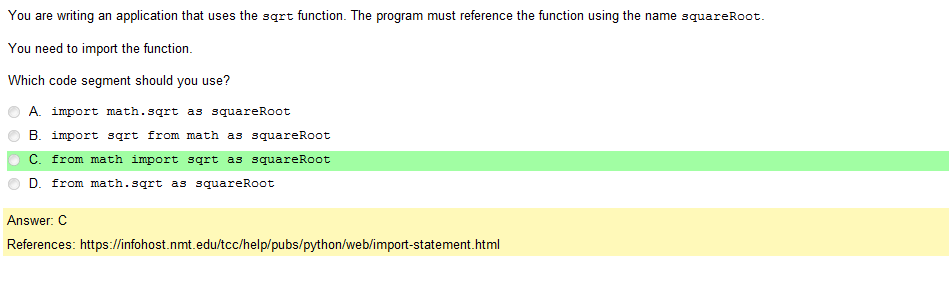 You are writing an application that uses the sqrt function. The program must reference the function using the name squareRoot.
You need to import the function.
Which code segment should you use?
A. import math.sqrt as squareRoot
B. import sqrt from math as squareRoot
C. from math import sqrt as squareRoot
D. from math.sqrt as squareRoot
Answer: C
References: https://infohost.nmt.edu/tcc/help/pubs/python/web/import-statement.html